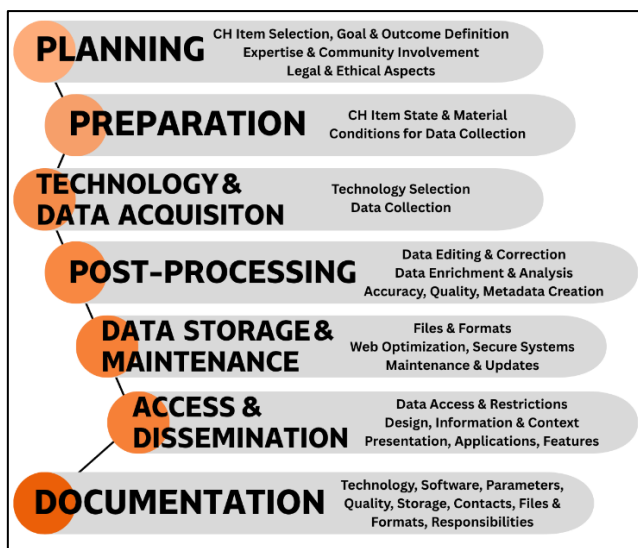 PLANNING
CH Item Selection, Goal & Outcome Definition
Expertise & Community Involvement
Legal & Ethical Aspects
PREPARATION
CH Item State & Material
Conditions for Data Collection
TECHNOLOGY &
DATA ACQUISITON
Technology Selection
Data Collection
POST-PROCESSING
Data Editing & Correction
Data Enrichment & Analysis
Accuracy, Quality, Metadata Creation
DATA STORAGE &
MAINTENANCE
Files & Formats
Web Optimization, Secure Systems
Maintenance & Updates
ACCESS &
DISSEMINATION
Data Access & Restrictions
Design, Information & Context
Presentation, Applications, Features
DOCUMENTATION
Technology, Software, Parameters,
Quality, Storage, Contacts, Files &
Formats, Responsibilities